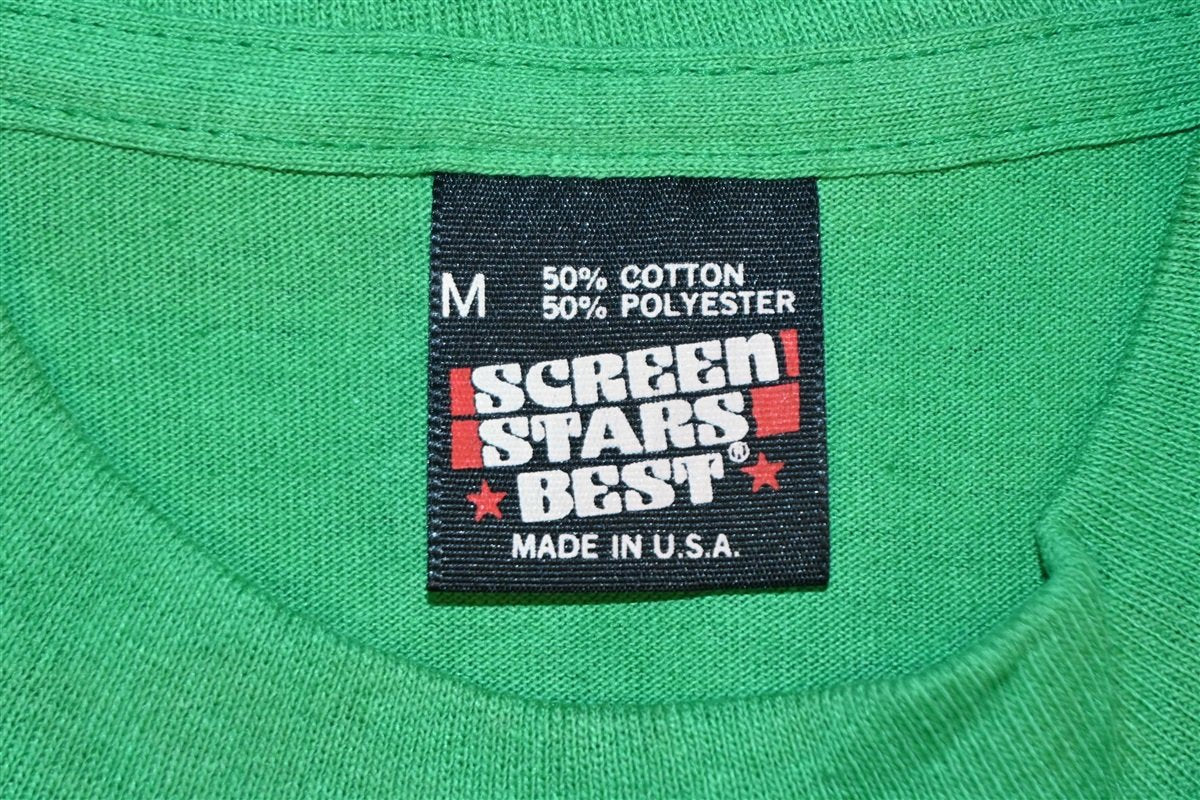 M
50% COTTON
50% POLYESTER
SCREEN
STARS
BEST®
MADE IN U.S.A.